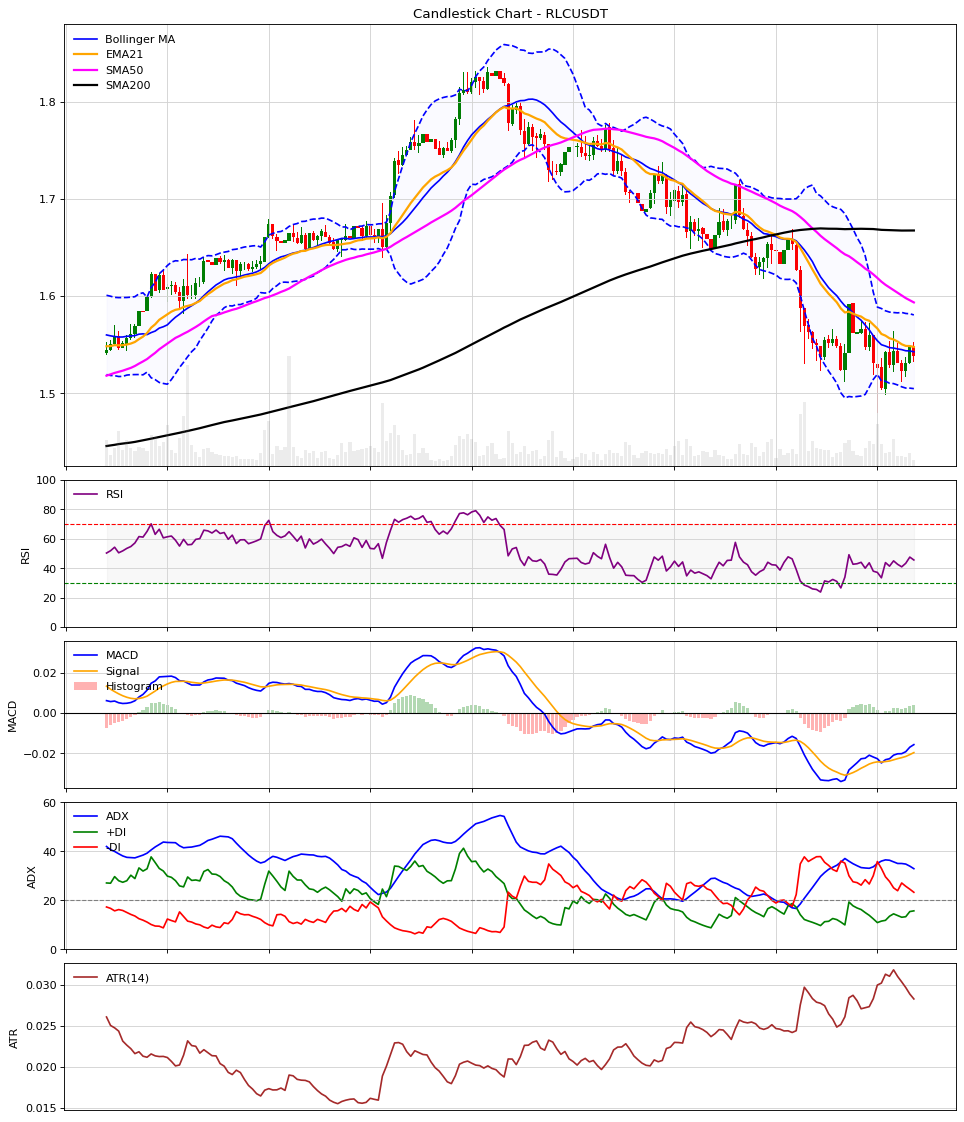 Candlestick Chart - RLCUSDT
Bollinger MA
EMA21
SMA50
SMA200
1.8
1.7
1.6
1.5
RSI
100
80
60
40
20
0
RSI
MACD
Signal
Histogram
0.02
0.00
−0.02
MACD
ADX
+DI
-DI
60
40
20
0
ADX
ATR(14)
0.030
0.025
0.020
0.015
ATR